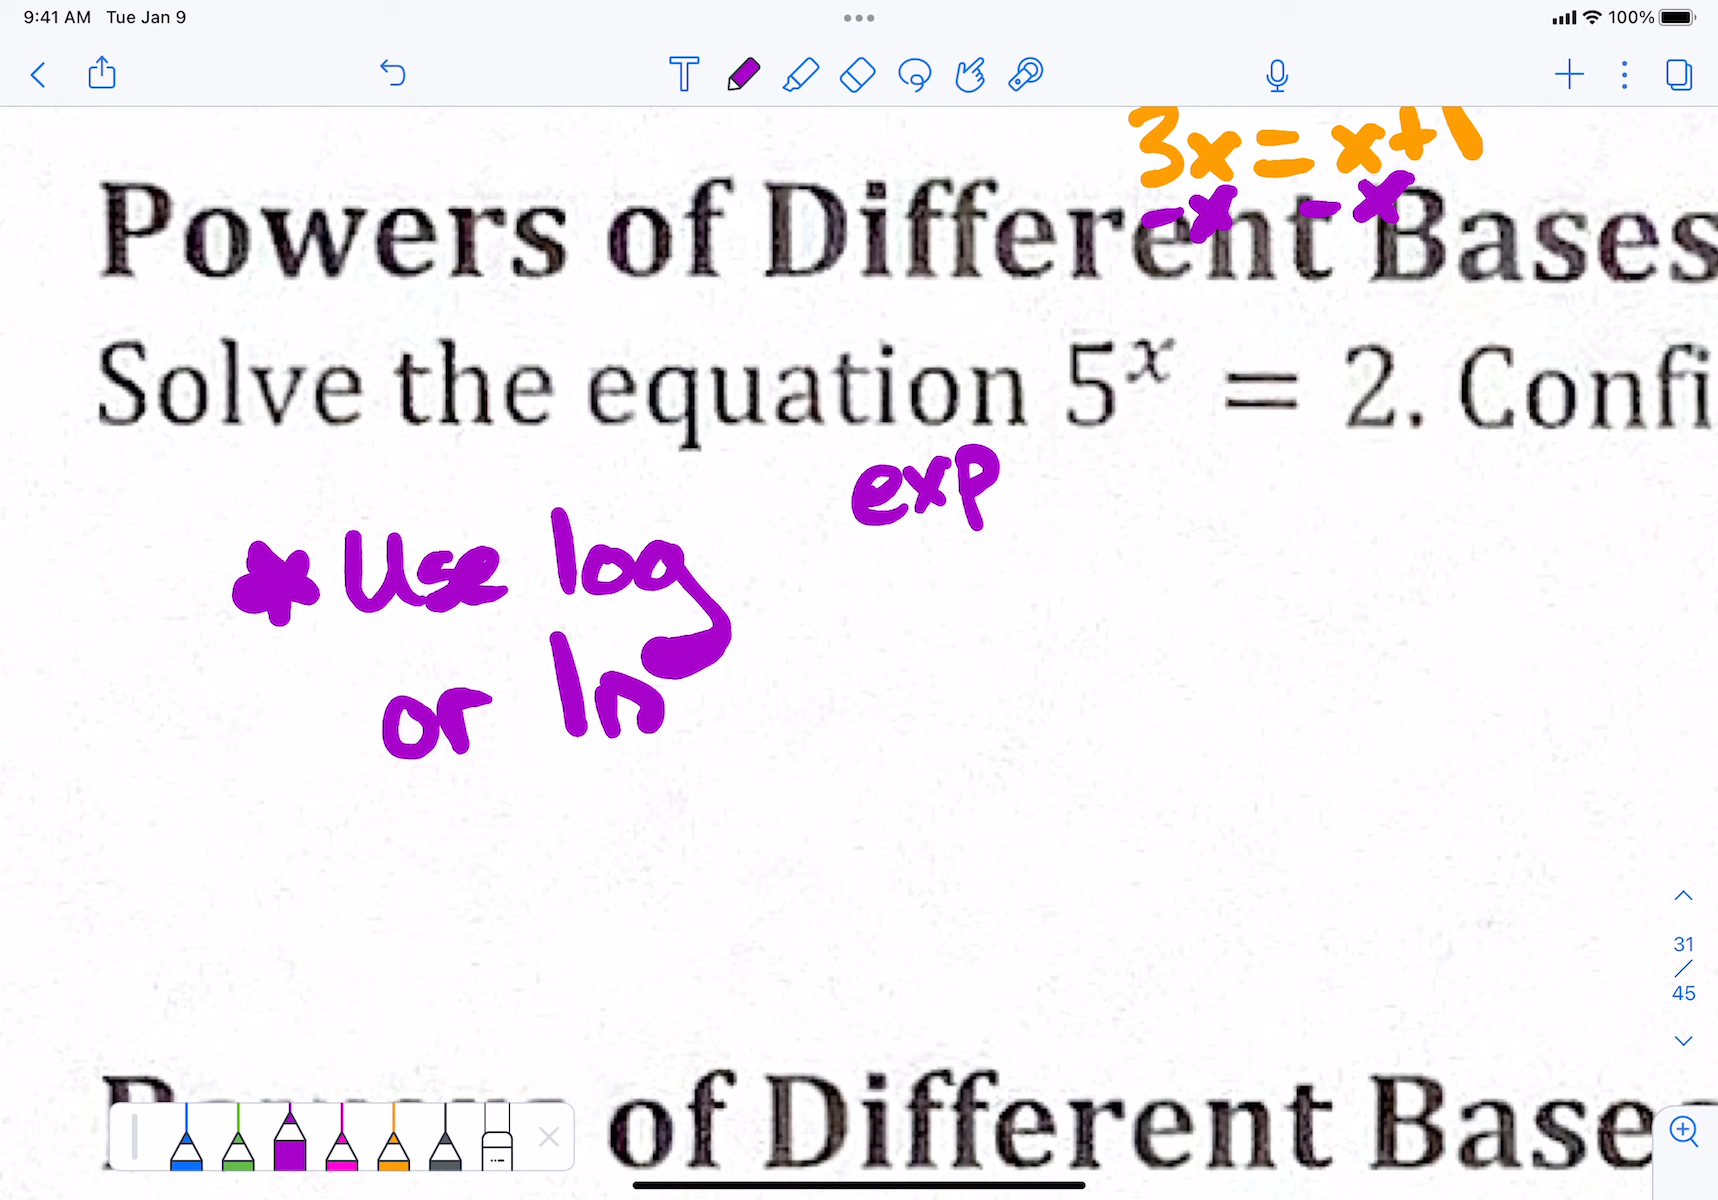 9:41 AM Tue Jan 9
100%
3x = x+1
-x -x
Powers of Different Bases
Solve the equation 5ˣ = 2. Confi
exp
Use log
or ln
31
/
45
of Different Base